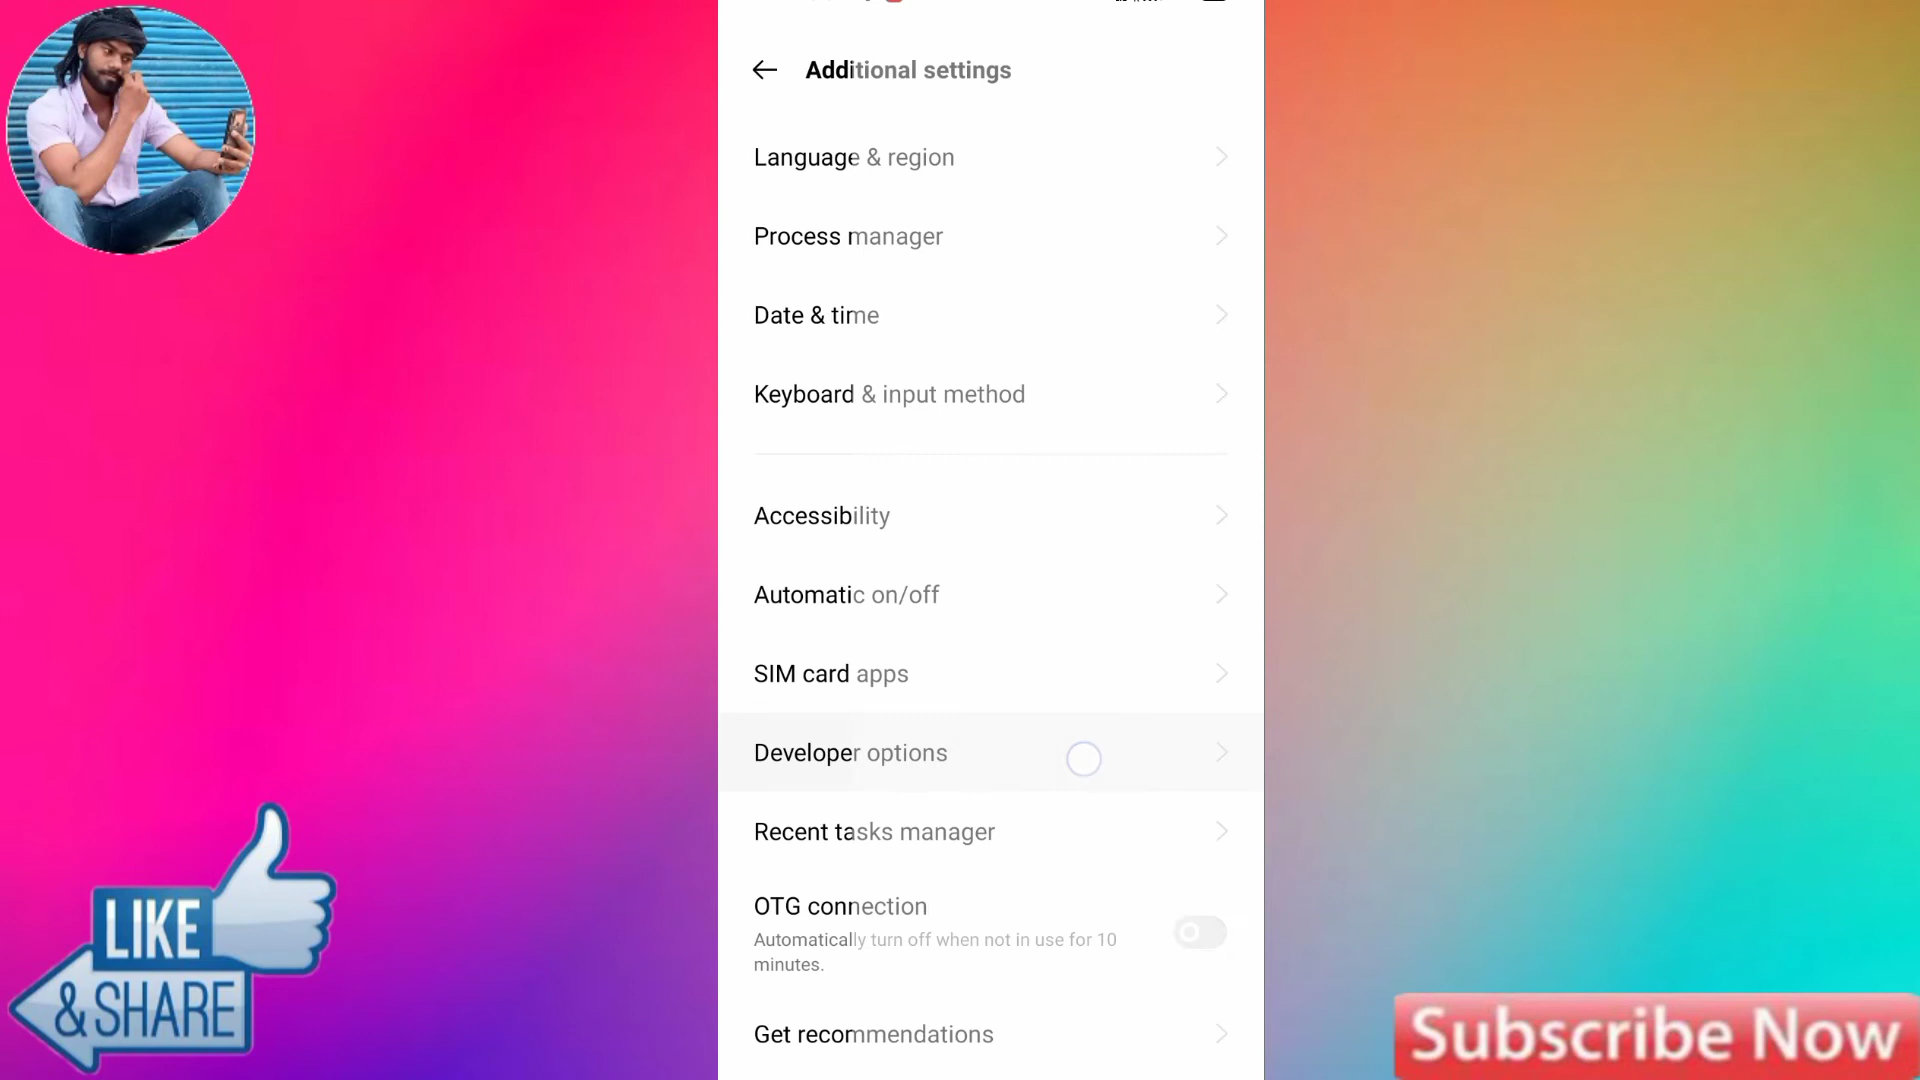 Additional settings
Language & region
Process manager
Date & time
Keyboard & input method
Accessibility
Automatic on/off
SIM card apps
Developer options
Recent tasks manager
OTG connection
Automatically turn off when not in use for 10
minutes.
Get recommendations
LIKE
& SHARE
Subscribe Now